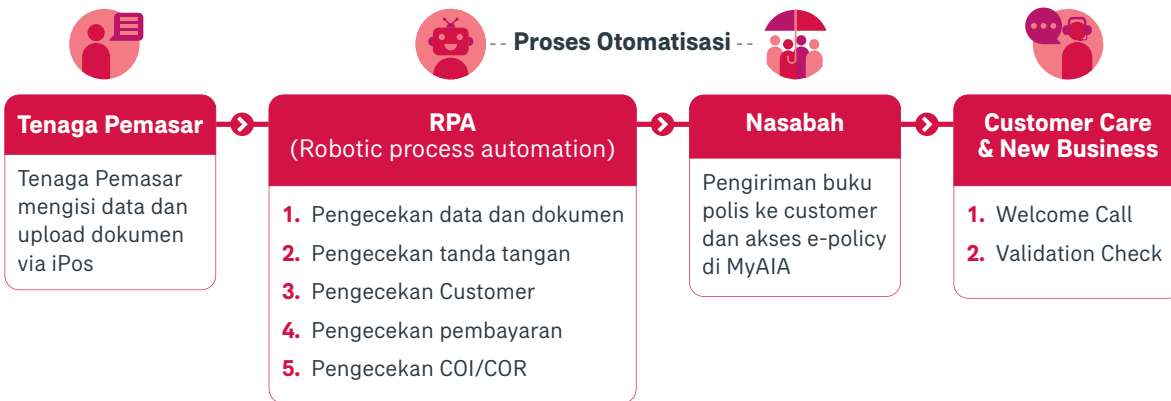 Proses Otomatisasi
Tenaga Pemasar
Tenaga Pemasar
mengisi data dan
upload dokumen
via iPos
RPA
(Robotic process automation)
1. Pengecekan data dan dokumen
2. Pengecekan tanda tangan
3. Pengecekan Customer
4. Pengecekan pembayaran
5. Pengecekan COI/COR
Nasabah
Pengiriman buku
polis ke customer
dan akses e-policy
di MyAIA
Customer Care
& New Business
1. Welcome Call
2. Validation Check